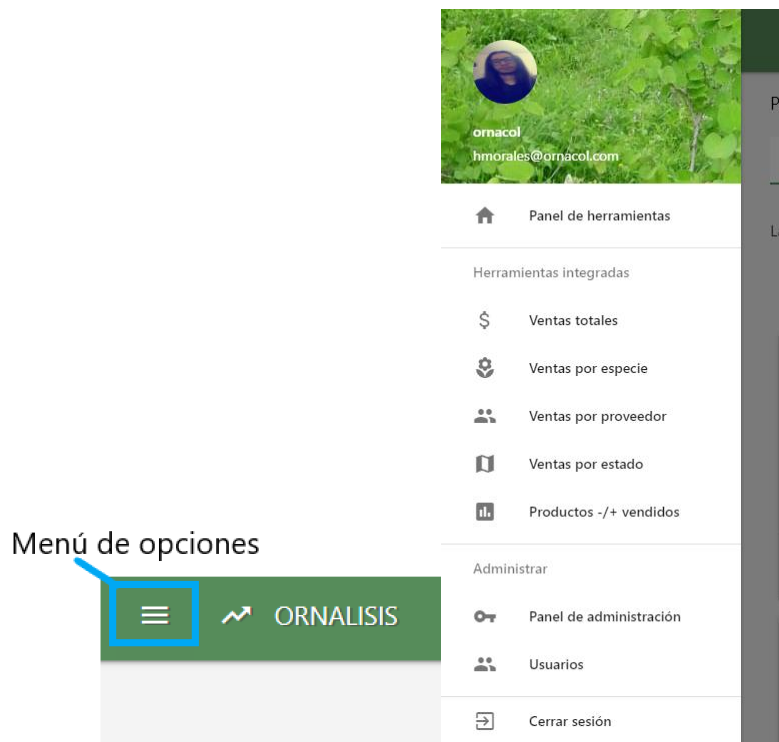 Menú de opciones
ORNALISIS
ornacol
hmorales@ornacol.com
Panel de herramientas
Herramientas integradas
Ventas totales
Ventas por especie
Ventas por proveedor
Ventas por estado
Productos -/+ vendidos
Administrar
Panel de administración
Usuarios
Cerrar sesión